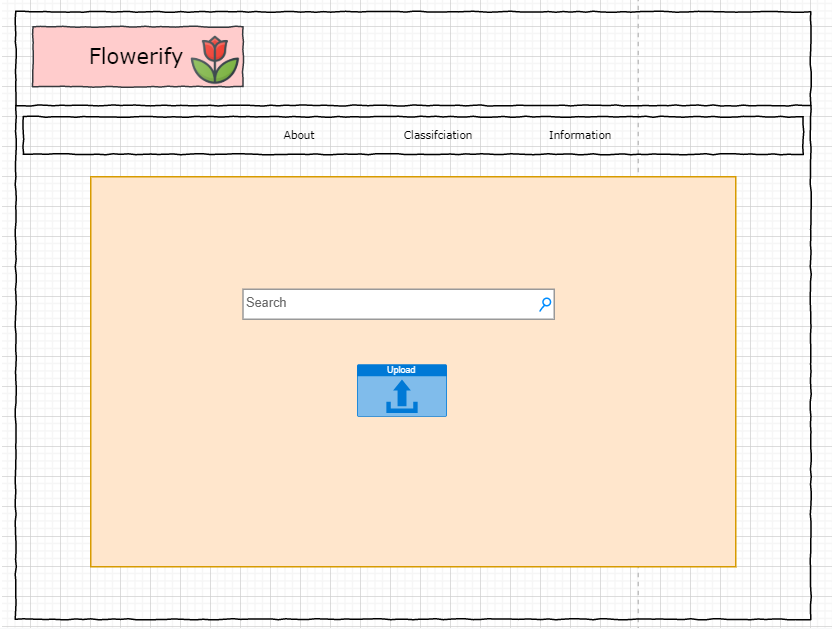 Flowerify
About
Classifciation
Information
Search
Upload